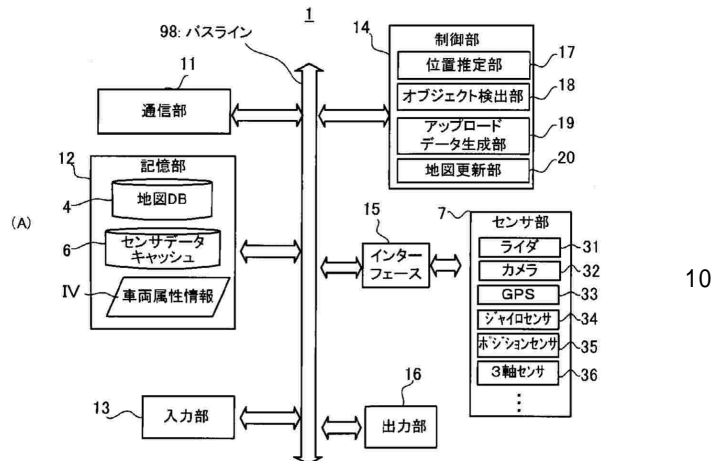 1
98: バスライン
14
制御部
位置推定部
17
オブジェクト検出部
18
アップロード
データ生成部
19
地図更新部
20
11
通信部
12
記憶部
4
地図DB
(A)
6
センサデータ
キャッシュ
IV
車両属性情報
15
インター
フェース
7
センサ部
ライダ
31
カメラ
32
GPS
33
ジャイロセンサ
34
ポジションセンサ
35
3軸センサ
36
10
13
入力部
16
出力部